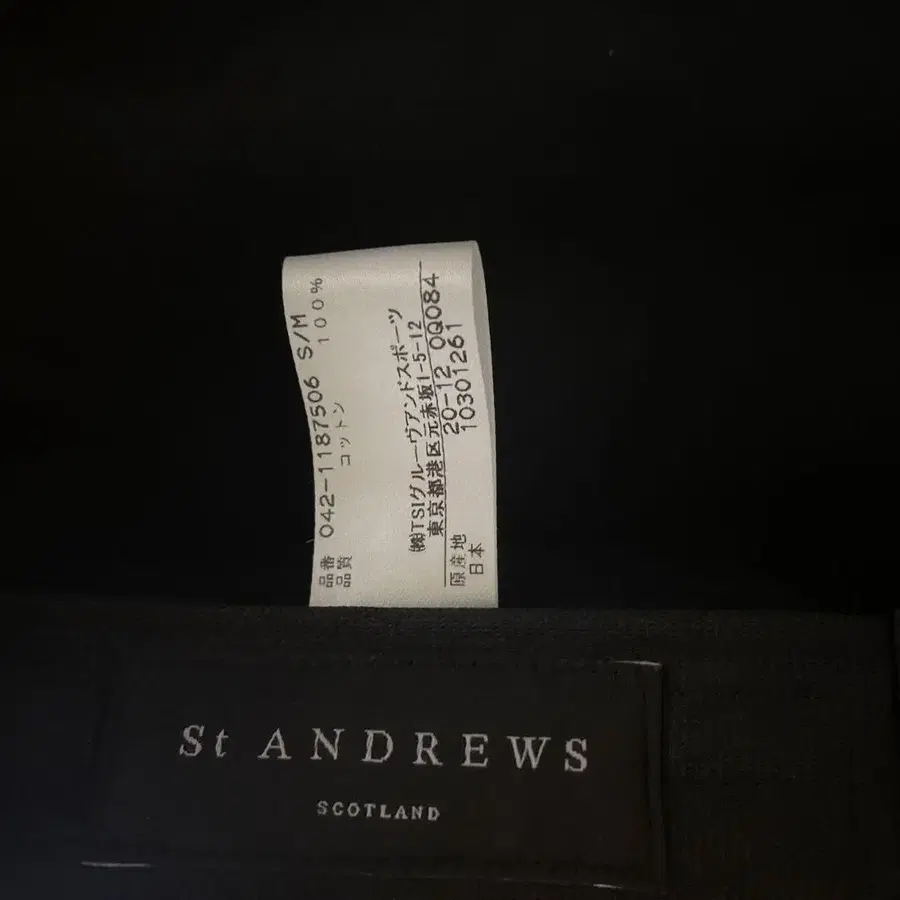 品番 042-1187506 S/M
品質 コットン 100%
㈱TSIグルーヴアンドスポーツ
東京都港区元赤坂1-5-12
原産地 20-12 0Q084
日本 10301261
St ANDREWS
SCOTLAND